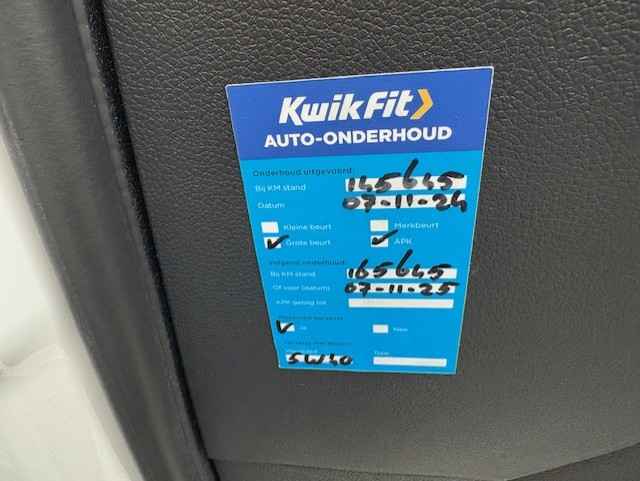 KwikFit
AUTO-ONDERHOUD
Onderhoud uitgevoerd:
Bij KM stand 145645
Datum 07-11-24
Kleine beurt Merkbeurt
Grote beurt APK
Volgend onderhoud:
Bij KM stand 165645
Of voor (datum) 07-11-25
APK geldig tot
Ja Nee
Type:
5W40